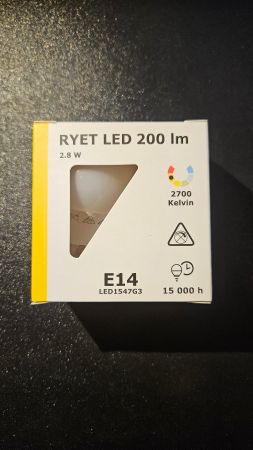 RYET LED 200 lm
2.8 W
2700
Kelvin
E14
LED1547G3
15 000 h